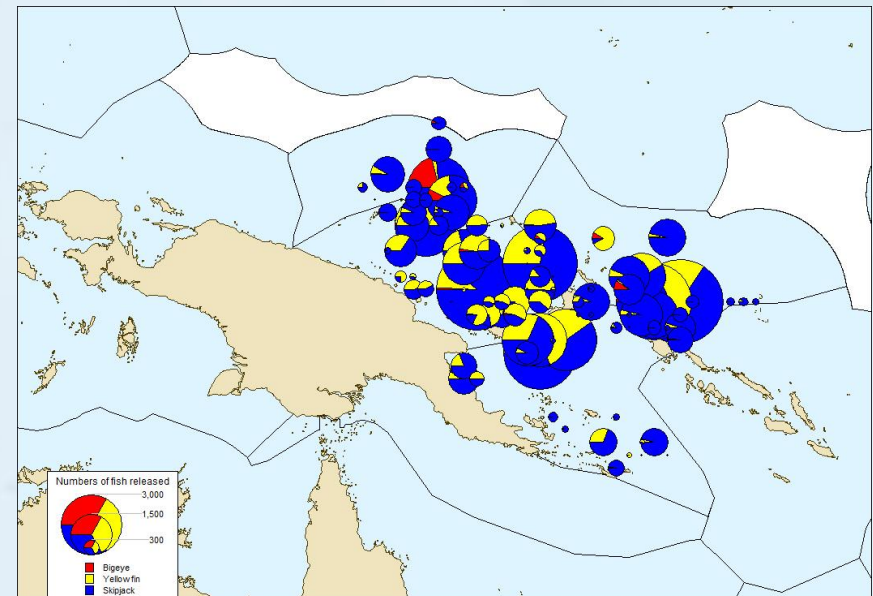 Numbers of fish released
3,000
1,500
300
Bigeye
Yellowfin
Skipjack